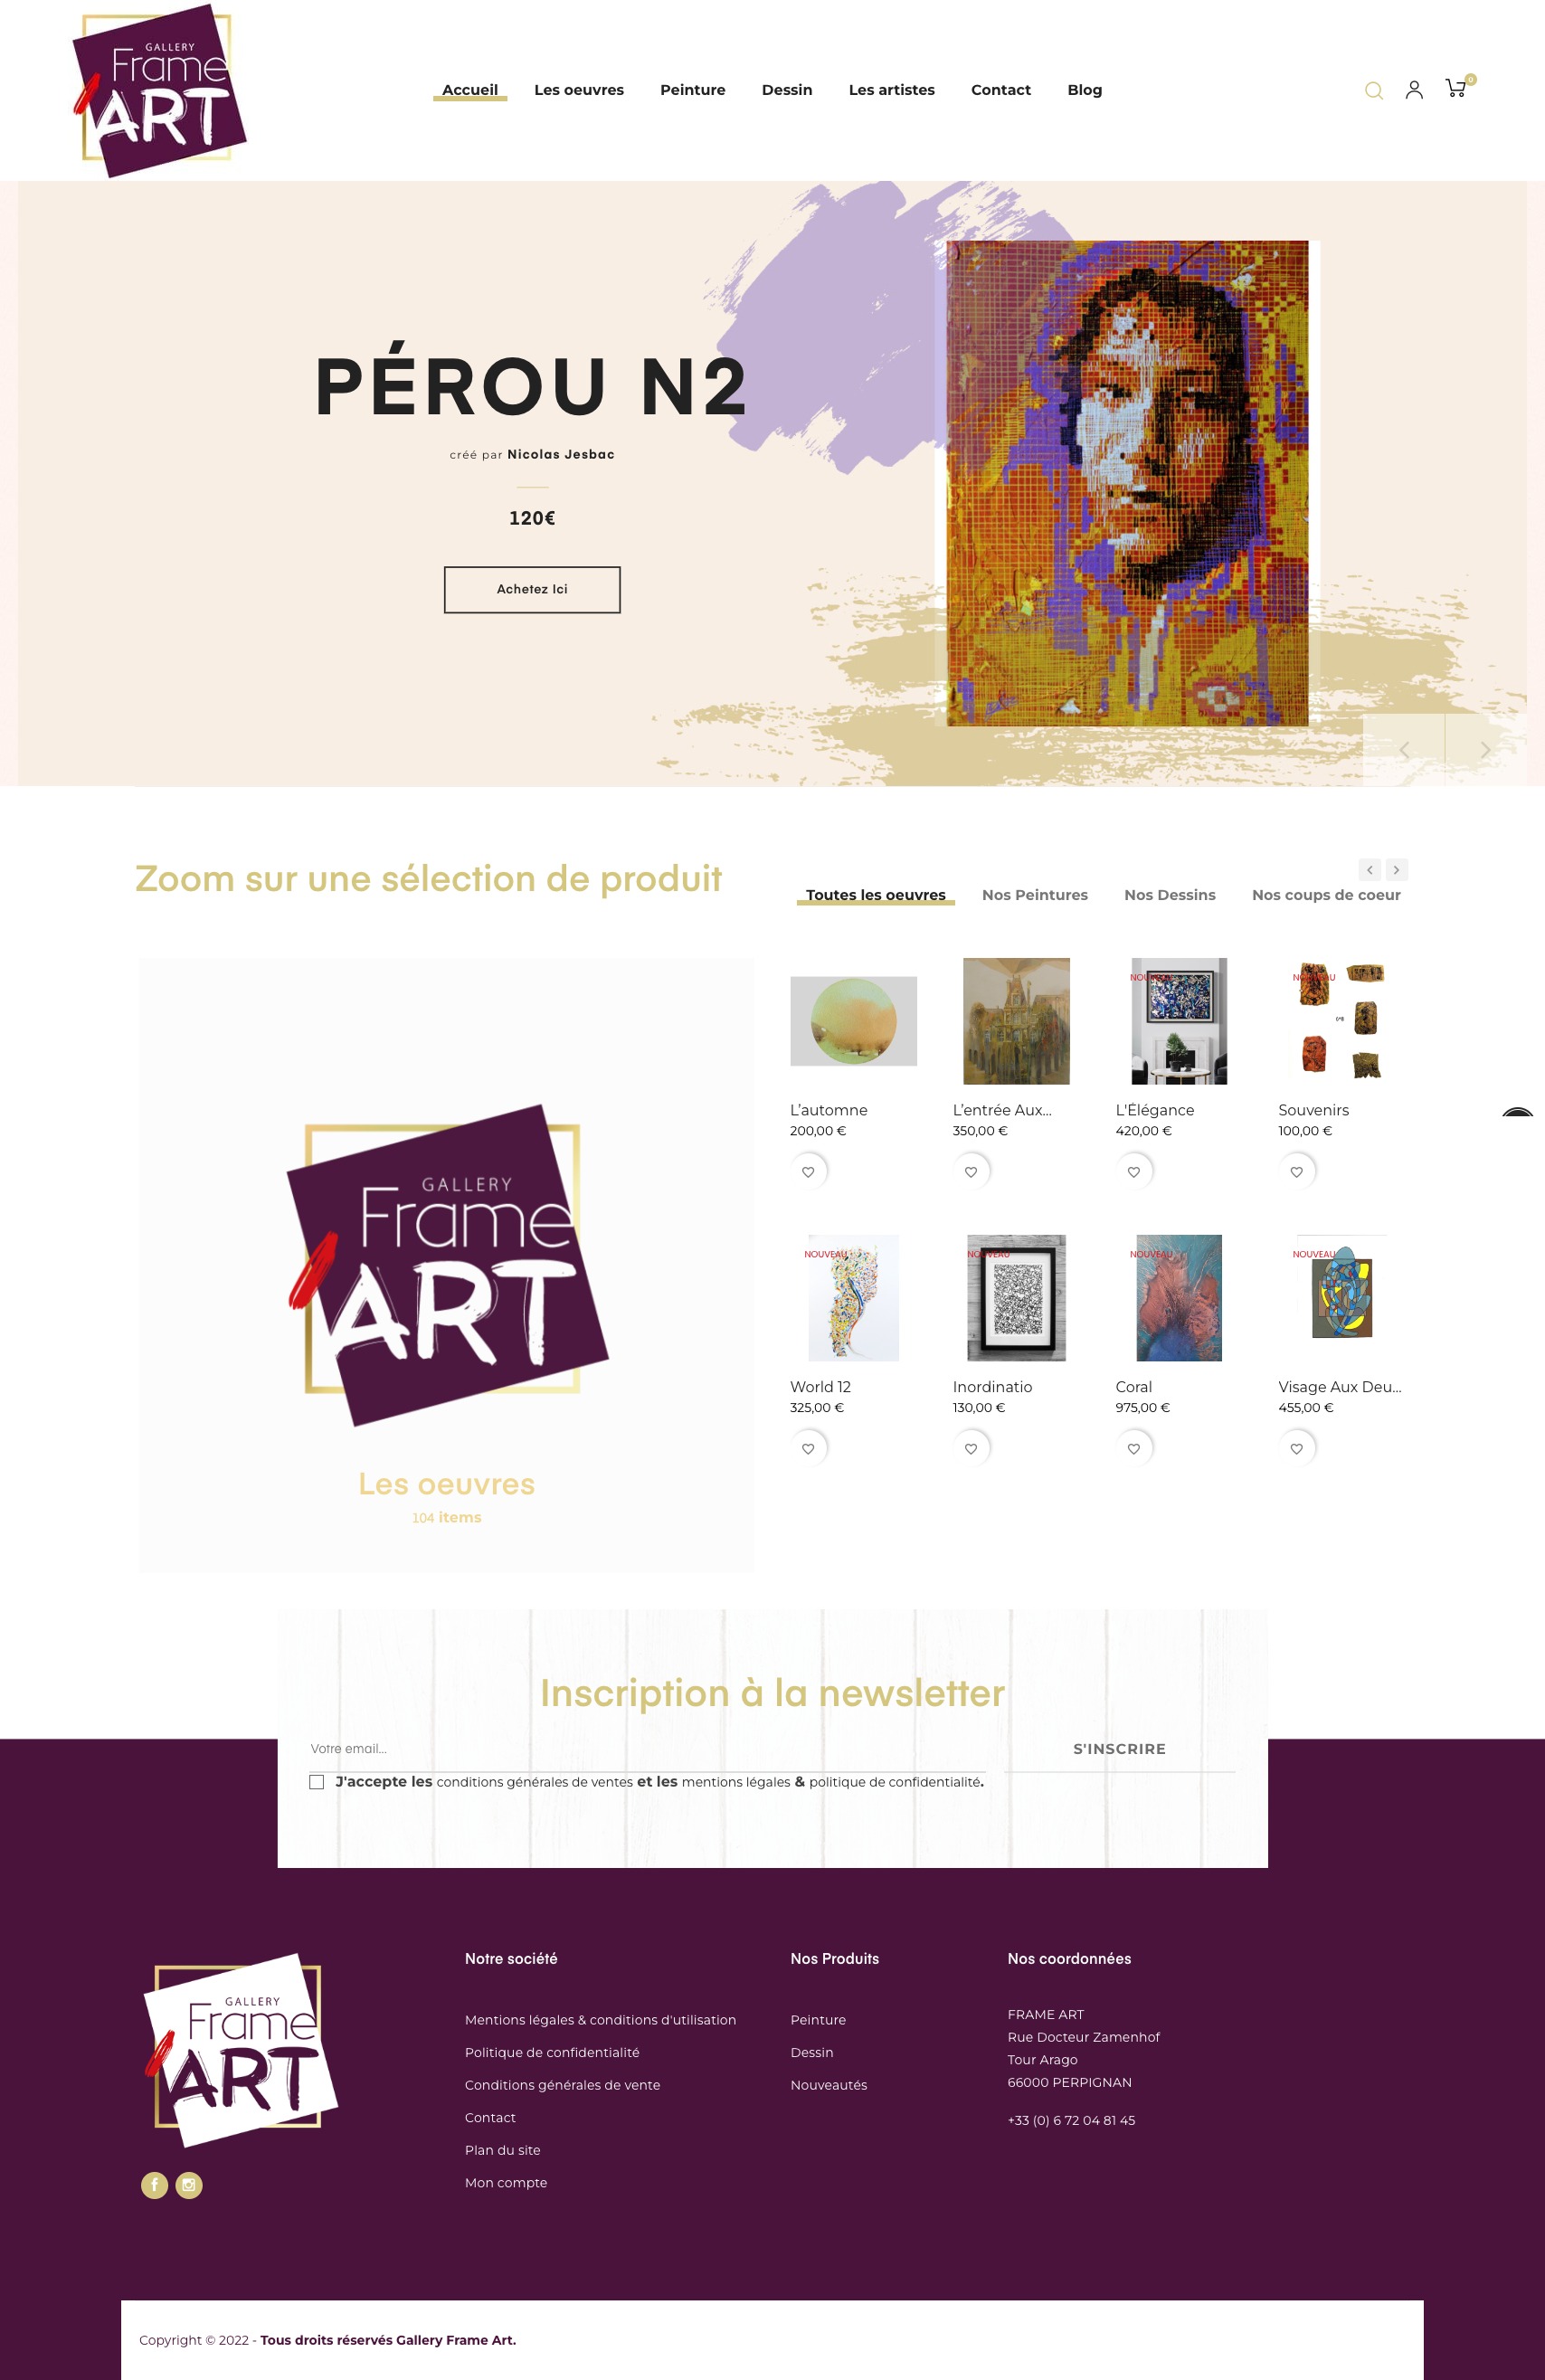 GALLERY
Frame
ART
Accueil
Les oeuvres
Peinture
Dessin
Les artistes
Contact
Blog
0
PÉROU N2
créé par Nicolas Jesbac
120€
Achetez Ici
Zoom sur une sélection de produit
Toutes les oeuvres
Nos Peintures
Nos Dessins
Nos coups de coeur
GALLERY
Frame
ART
Les oeuvres
104 items
L’automne
200,00 €
L’entrée Aux...
350,00 €
NOUVEAU
L'Élégance
420,00 €
NOUVEAU
Souvenirs
100,00 €
NOUVEAU
World 12
325,00 €
NOUVEAU
Inordinatio
130,00 €
NOUVEAU
Coral
975,00 €
NOUVEAU
Visage Aux Deu...
455,00 €
Inscription à la newsletter
Votre email...
S'INSCRIRE
J'accepte les conditions générales de ventes et les mentions légales & politique de confidentialité.
GALLERY
Frame
ART
Notre société
Mentions légales & conditions d'utilisation
Politique de confidentialité
Conditions générales de vente
Contact
Plan du site
Mon compte
Nos Produits
Peinture
Dessin
Nouveautés
Nos coordonnées
FRAME ART
Rue Docteur Zamenhof
Tour Arago
66000 PERPIGNAN
+33 (0) 6 72 04 81 45
Copyright © 2022 - Tous droits réservés Gallery Frame Art.